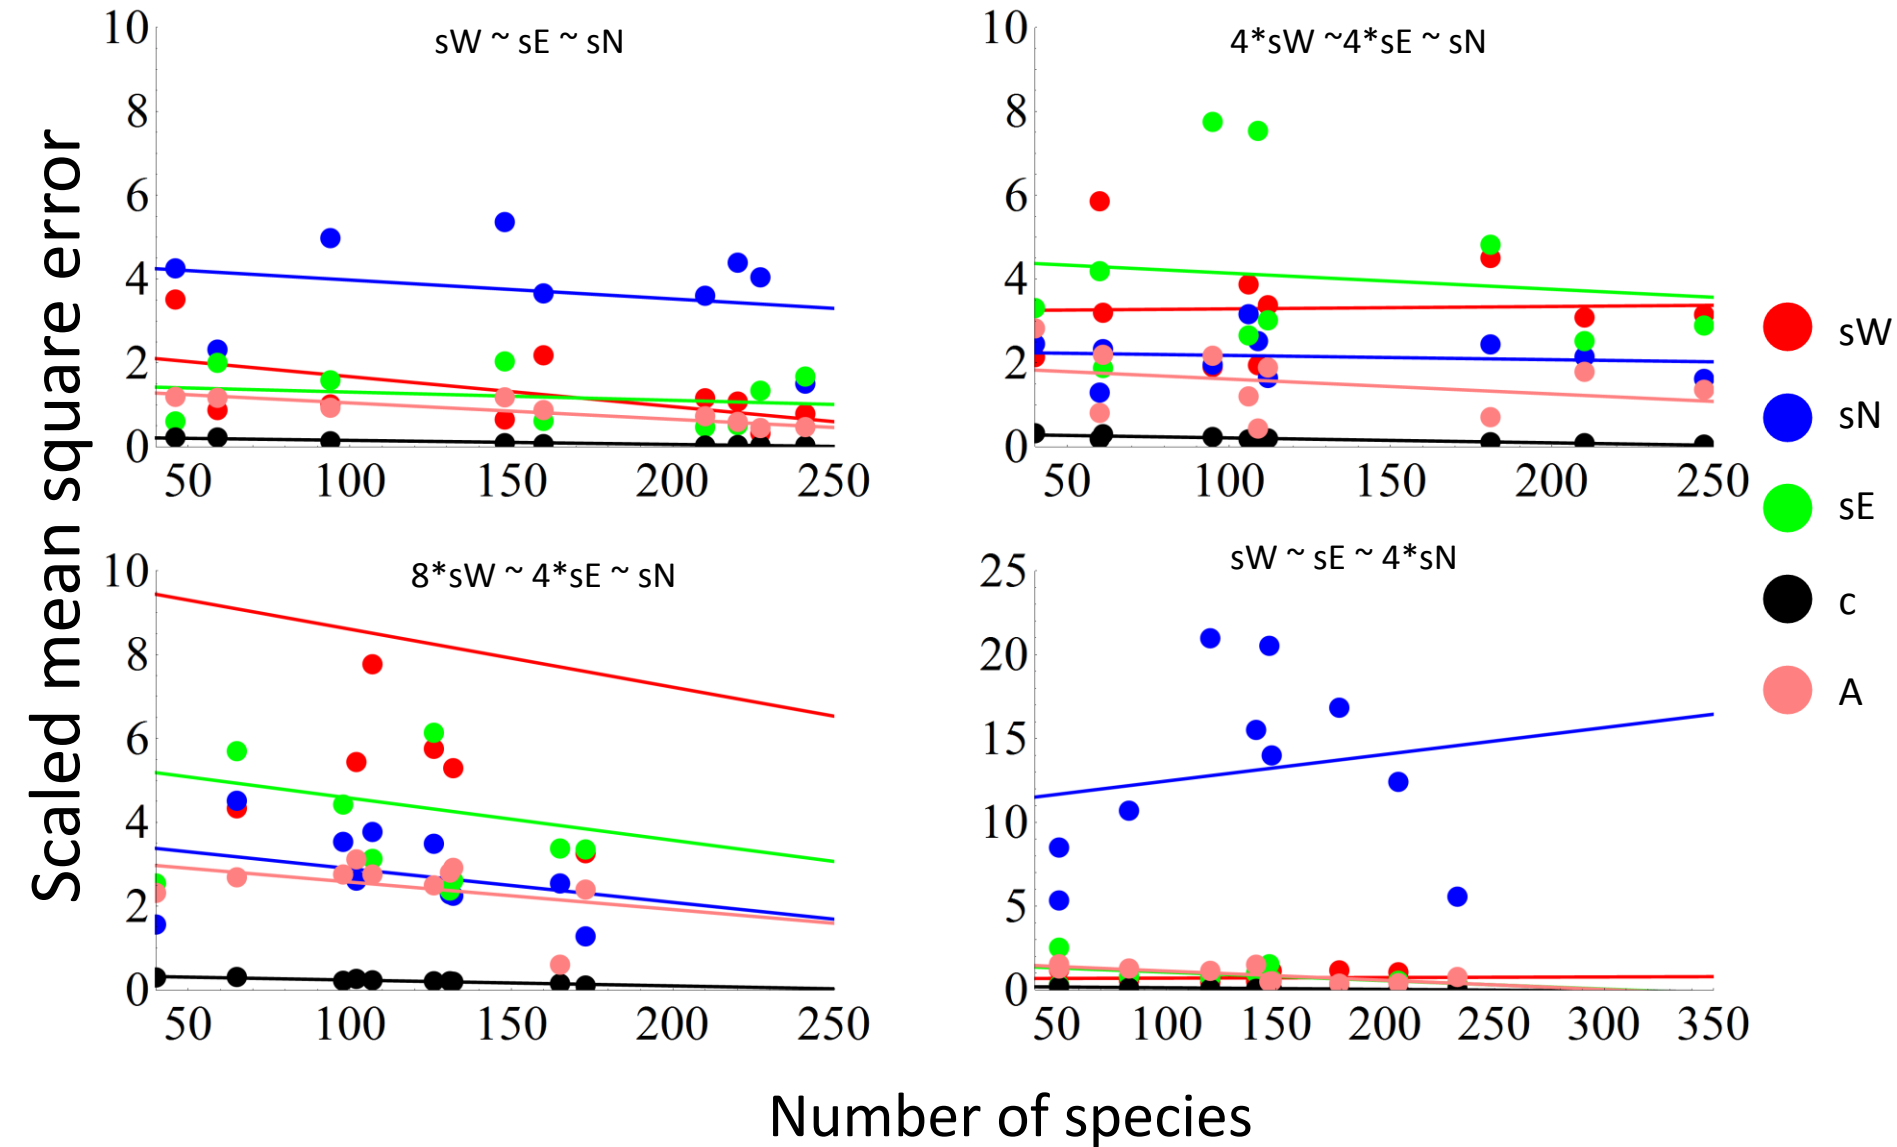 Scaled mean square error
sW ~ sE ~ sN
10
8
6
4
2
0
50 100 150 200 250
4*sW ~4*sE ~ sN
10
8
6
4
2
0
50 100 150 200 250
8*sW ~ 4*sE ~ sN
10
8
6
4
2
0
50 100 150 200 250
sW ~ sE ~ 4*sN
25
20
15
10
5
0
50 100 150 200 250 300 350
sW
sN
sE
c
A
Number of species